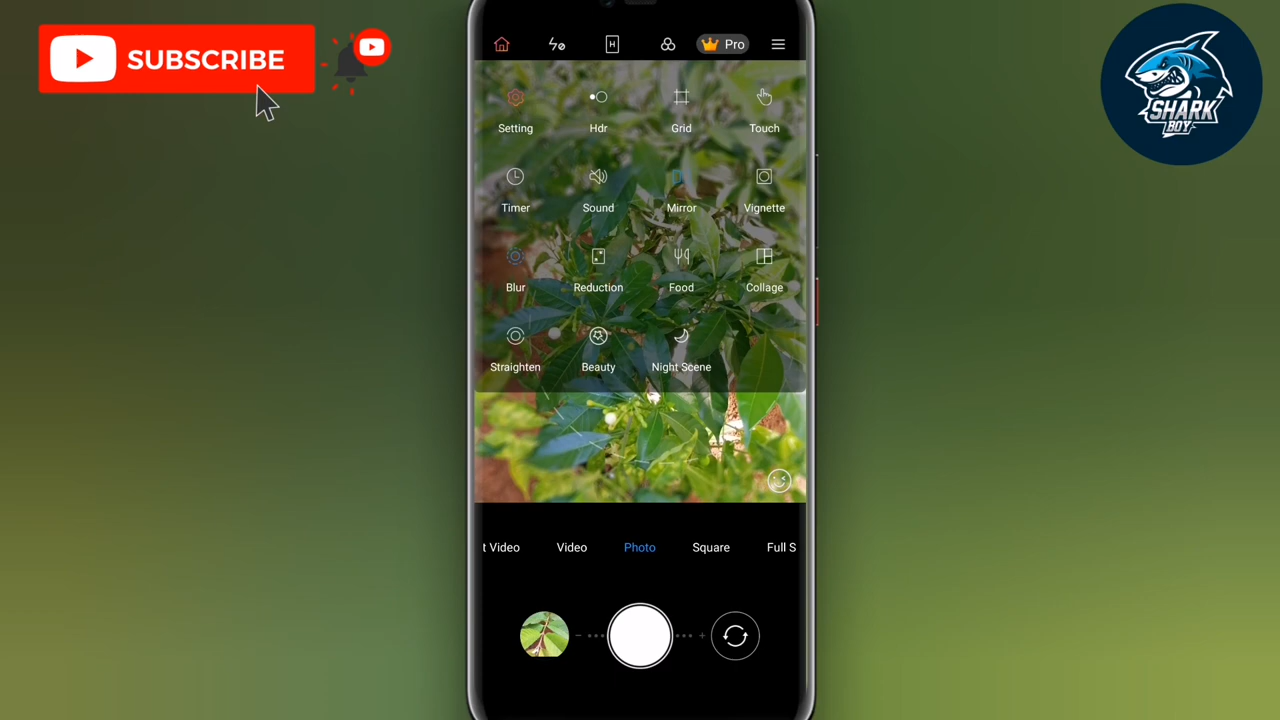 SUBSCRIBE
H
Pro
SHARK
BOY
Setting
Hdr
Grid
Touch
Timer
Sound
Mirror
Vignette
Blur
Reduction
Food
Collage
Straighten
Beauty
Night Scene
t Video
Video
Photo
Square
Full S